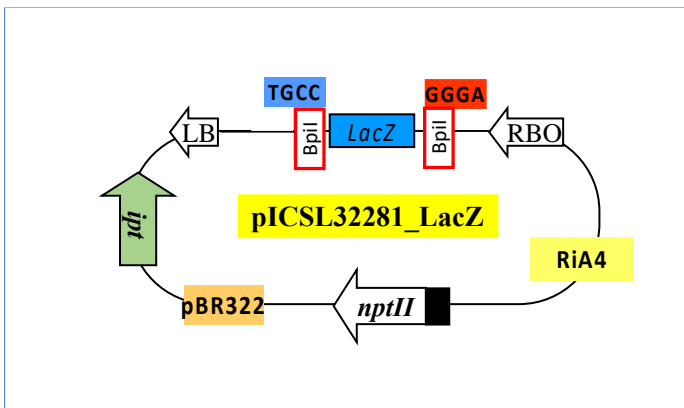 TGCC
GGGA
LB
BpiI
LacZ
BpiI
RBO
pICSL32281_LacZ
ipt
RiA4
pBR322
nptII